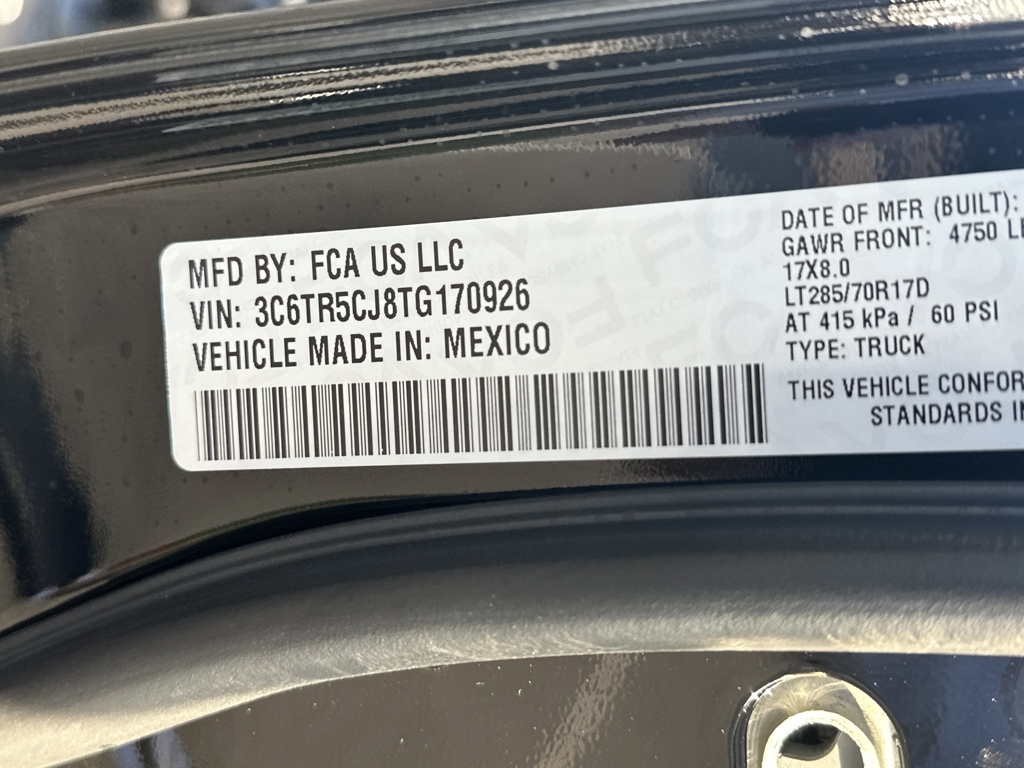 MFD BY: FCA US LLC
VIN: 3C6TR5CJ8TG170926
VEHICLE MADE IN: MEXICO
DATE OF MFR (BUILT):
GAWR FRONT: 4750
17X8.0
LT285/70R17D
AT 415 kPa / 60 PSI
TYPE: TRUCK
THIS VEHICLE
STANDARDS